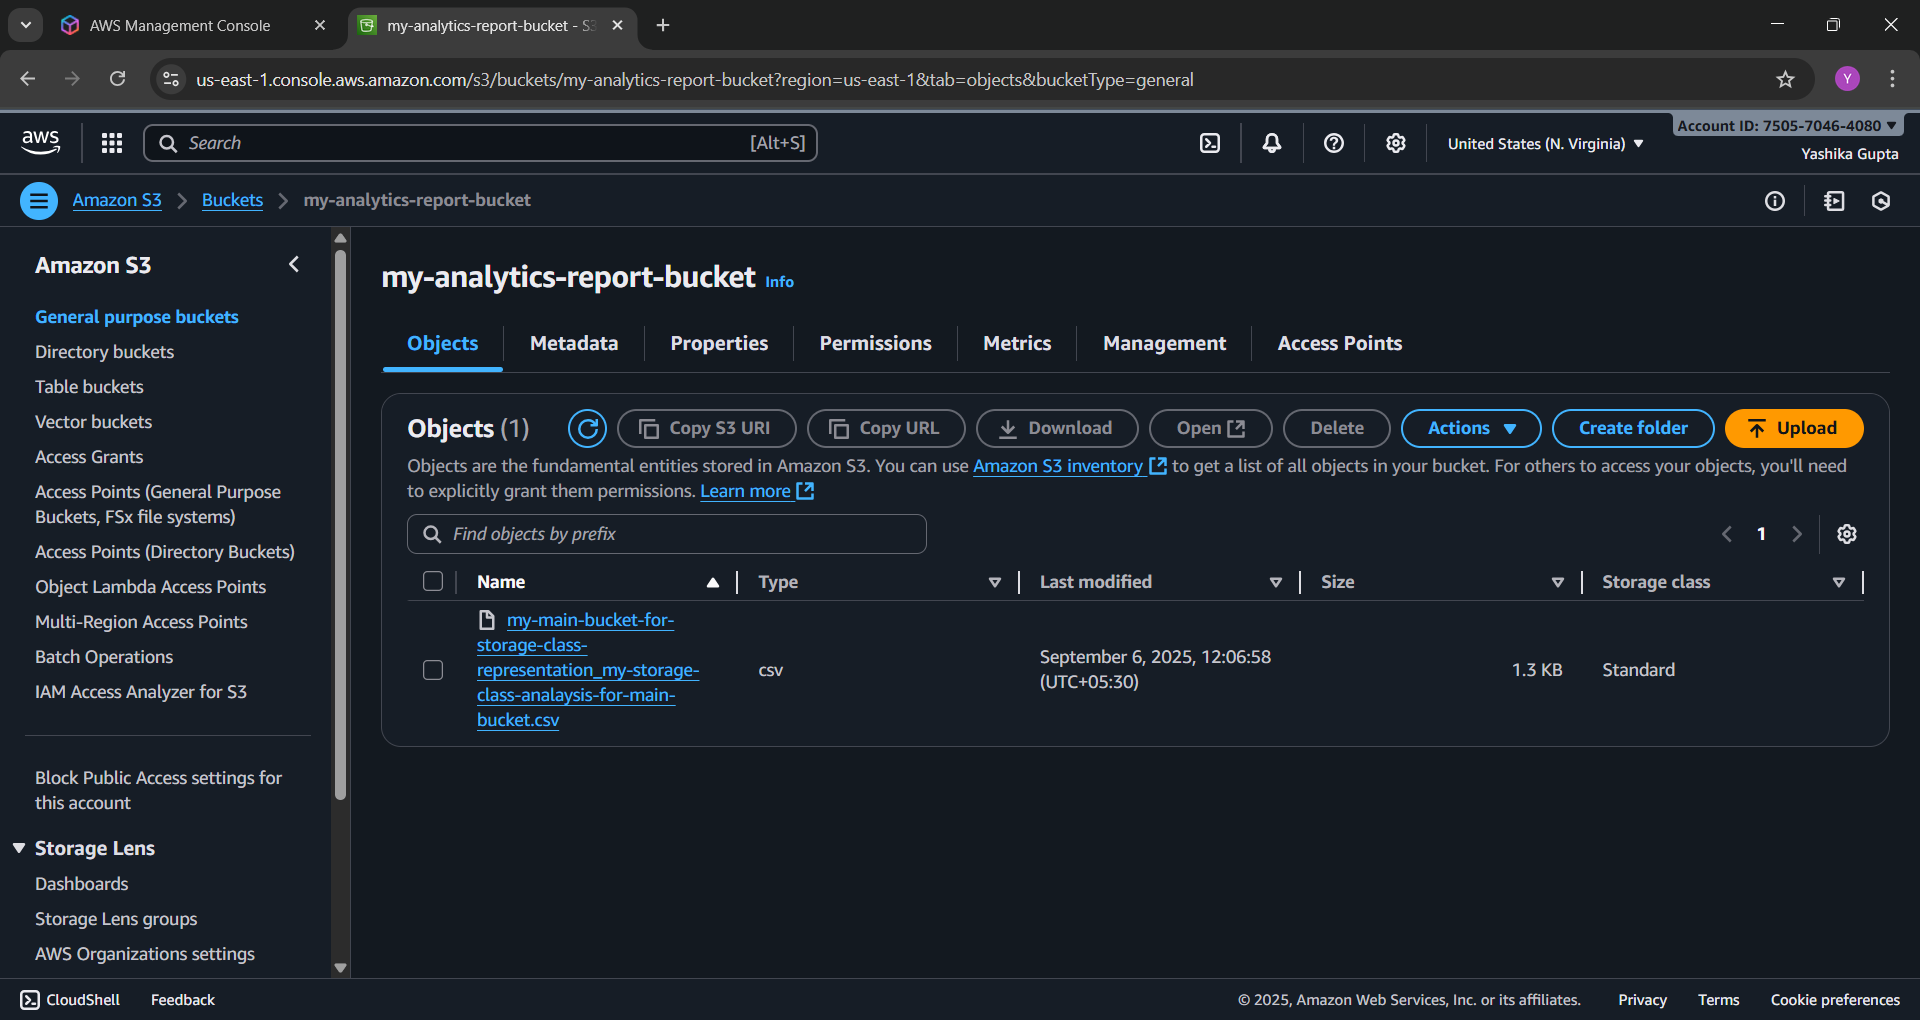 AWS Management Console
my-analytics-report-bucket - S3
us-east-1.console.aws.amazon.com/s3/buckets/my-analytics-report-bucket?region=us-east-1&tab=objects&bucketType=general
Y
aws
Search
[Alt+S]
United States (N. Virginia)
Account ID: 7505-7046-4080
Yashika Gupta
Amazon S3
Buckets
my-analytics-report-bucket
Amazon S3
General purpose buckets
Directory buckets
Table buckets
Vector buckets
Access Grants
Access Points (General Purpose
Buckets, FSx file systems)
Access Points (Directory Buckets)
Object Lambda Access Points
Multi-Region Access Points
Batch Operations
IAM Access Analyzer for S3
Block Public Access settings for
this account
Storage Lens
Dashboards
Storage Lens groups
AWS Organizations settings
my-analytics-report-bucket Info
Objects
Metadata
Properties
Permissions
Metrics
Management
Access Points
Objects (1)
Copy S3 URI
Copy URL
Download
Open
Delete
Actions
Create folder
Upload
Objects are the fundamental entities stored in Amazon S3. You can use Amazon S3 inventory to get a list of all objects in your bucket. For others to access your objects, you'll need
to explicitly grant them permissions. Learn more
Find objects by prefix
1
Name
Type
Last modified
Size
Storage class
my-main-bucket-for-
storage-class-
representation_my-storage-
class-analaysis-for-main-
bucket.csv
csv
September 6, 2025, 12:06:58
(UTC+05:30)
1.3 KB
Standard
CloudShell
Feedback
© 2025, Amazon Web Services, Inc. or its affiliates.
Privacy
Terms
Cookie preferences